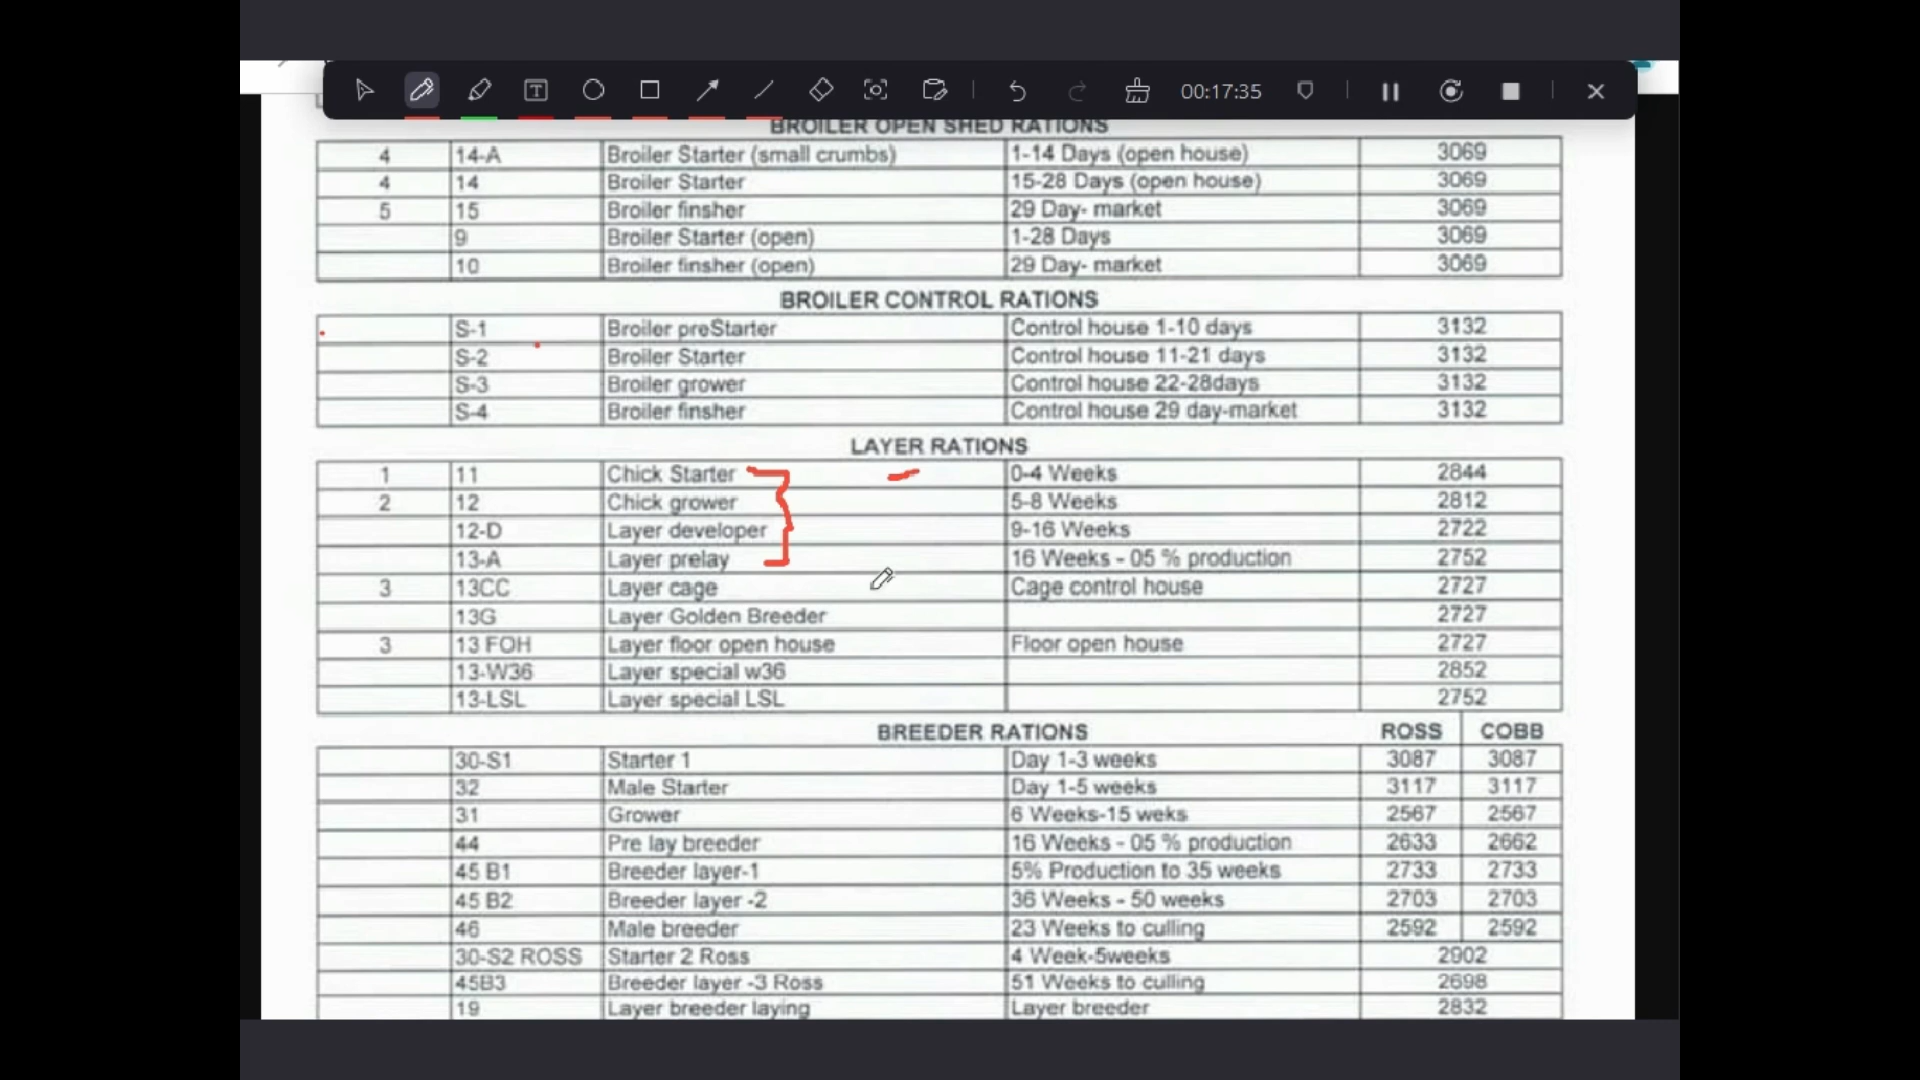 00:17:35
BROILER OPEN SHED RATIONS
4 14-A Broiler Starter (small crumbs) 1-14 Days (open house) 3069
4 14 Broiler Starter 15-28 Days (open house) 3069
5 15 Broiler finsher 29 Day- market 3069
9 Broiler Starter (open) 1-28 Days 3069
10 Broiler finsher (open) 29 Day- market 3069
BROILER CONTROL RATIONS
S-1 Broiler preStarter Control house 1-10 days 3132
S-2 Broiler Starter Control house 11-21 days 3132
S-3 Broiler grower Control house 22-28days 3132
S-4 Broiler finsher Control house 29 day-market 3132
LAYER RATIONS
1 11 Chick Starter 0-4 Weeks 2844
2 12 Chick grower 5-8 Weeks 2812
12-D Layer developer 9-16 Weeks 2722
13-A Layer prelay 16 Weeks - 05 % production 2752
3 13CC Layer cage Cage control house 2727
13G Layer Golden Breeder 2727
3 13 FOH Layer floor open house Floor open house 2727
13-W36 Layer special w36 2852
13-LSL Layer special LSL 2752
BREEDER RATIONS ROSS COBB
30-S1 Starter 1 Day 1-3 weeks 3087 3087
32 Male Starter Day 1-5 weeks 3117 3117
31 Grower 6 Weeks-15 weks 2567 2567
44 Pre lay breeder 16 Weeks - 05 % production 2633 2662
45 B1 Breeder layer-1 5% Production to 35 weeks 2733 2733
45 B2 Breeder layer -2 36 Weeks - 50 weeks 2703 2703
46 Male breeder 23 Weeks to culling 2592 2592
30-S2 ROSS Starter 2 Ross 4 Week-5weeks 2902
45B3 Breeder layer -3 Ross 51 Weeks to culling 2698
19 Layer breeder laying Layer breeder 2832